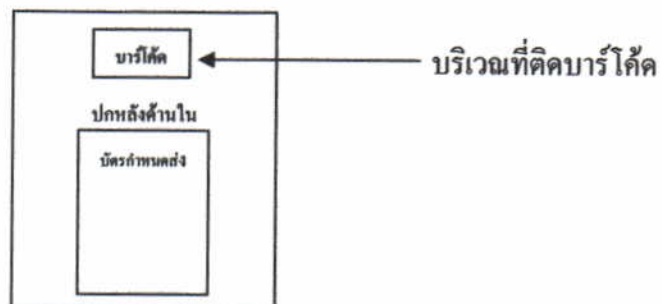 บาร์โค้ด
บริเวณที่ติดบาร์โค้ด
ปกหลังด้านใน
บัตรกำหนดส่ง